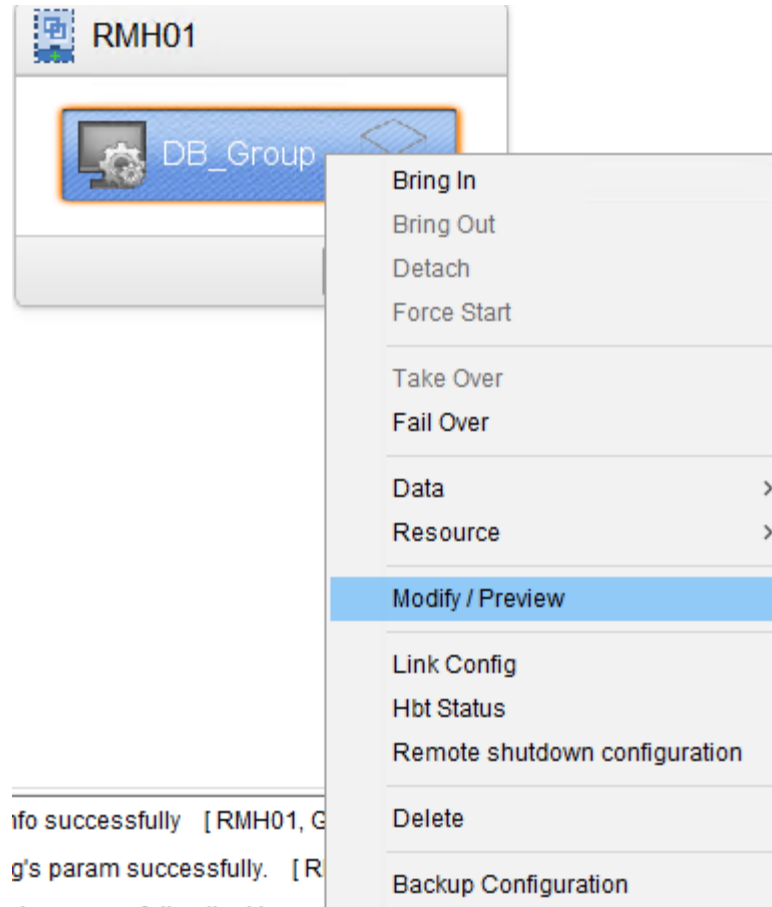 RMH01
DB_Group
Bring In
Bring Out
Detach
Force Start
Take Over
Fail Over
Data
Resource
Modify / Preview
Link Config
Hbt Status
Remote shutdown configuration
Delete
Backup Configuration
nfo successfully [ RMH01, G
g's param successfully. [ R